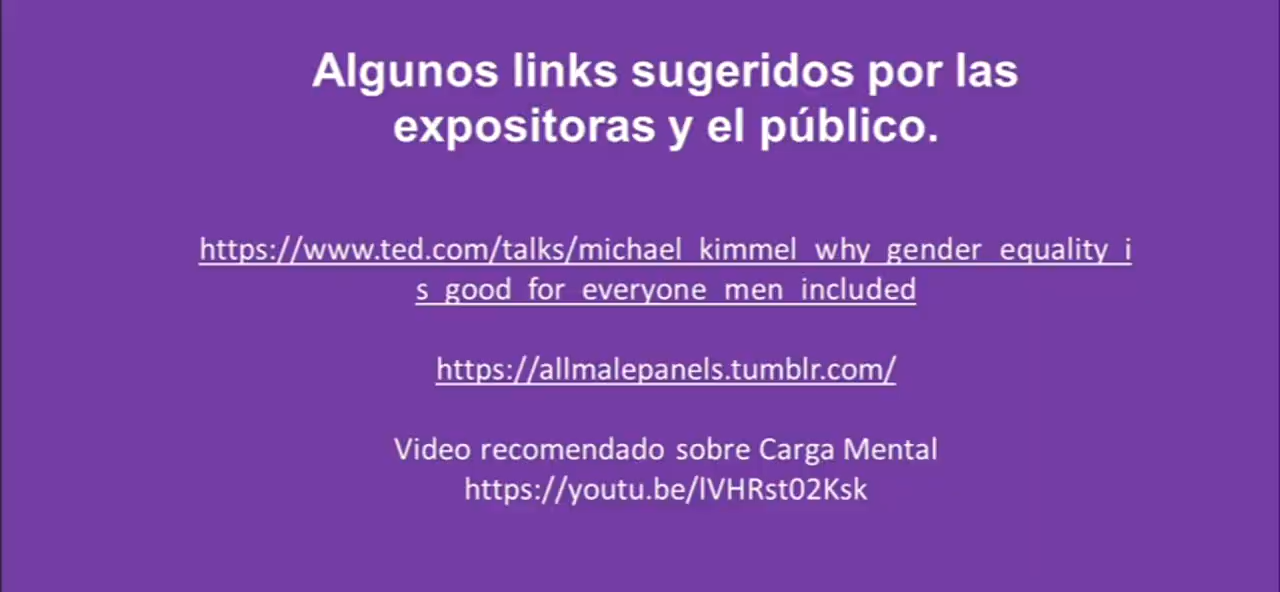 Algunos links sugeridos por las
expositoras y el público.
https://www.ted.com/talks/michael_kimmel_why_gender_equality_i
s_good_for_everyone_men_included
https://allmalepanels.tumblr.com/
Video recomendado sobre Carga Mental
https://youtu.be/lVHRst02Ksk